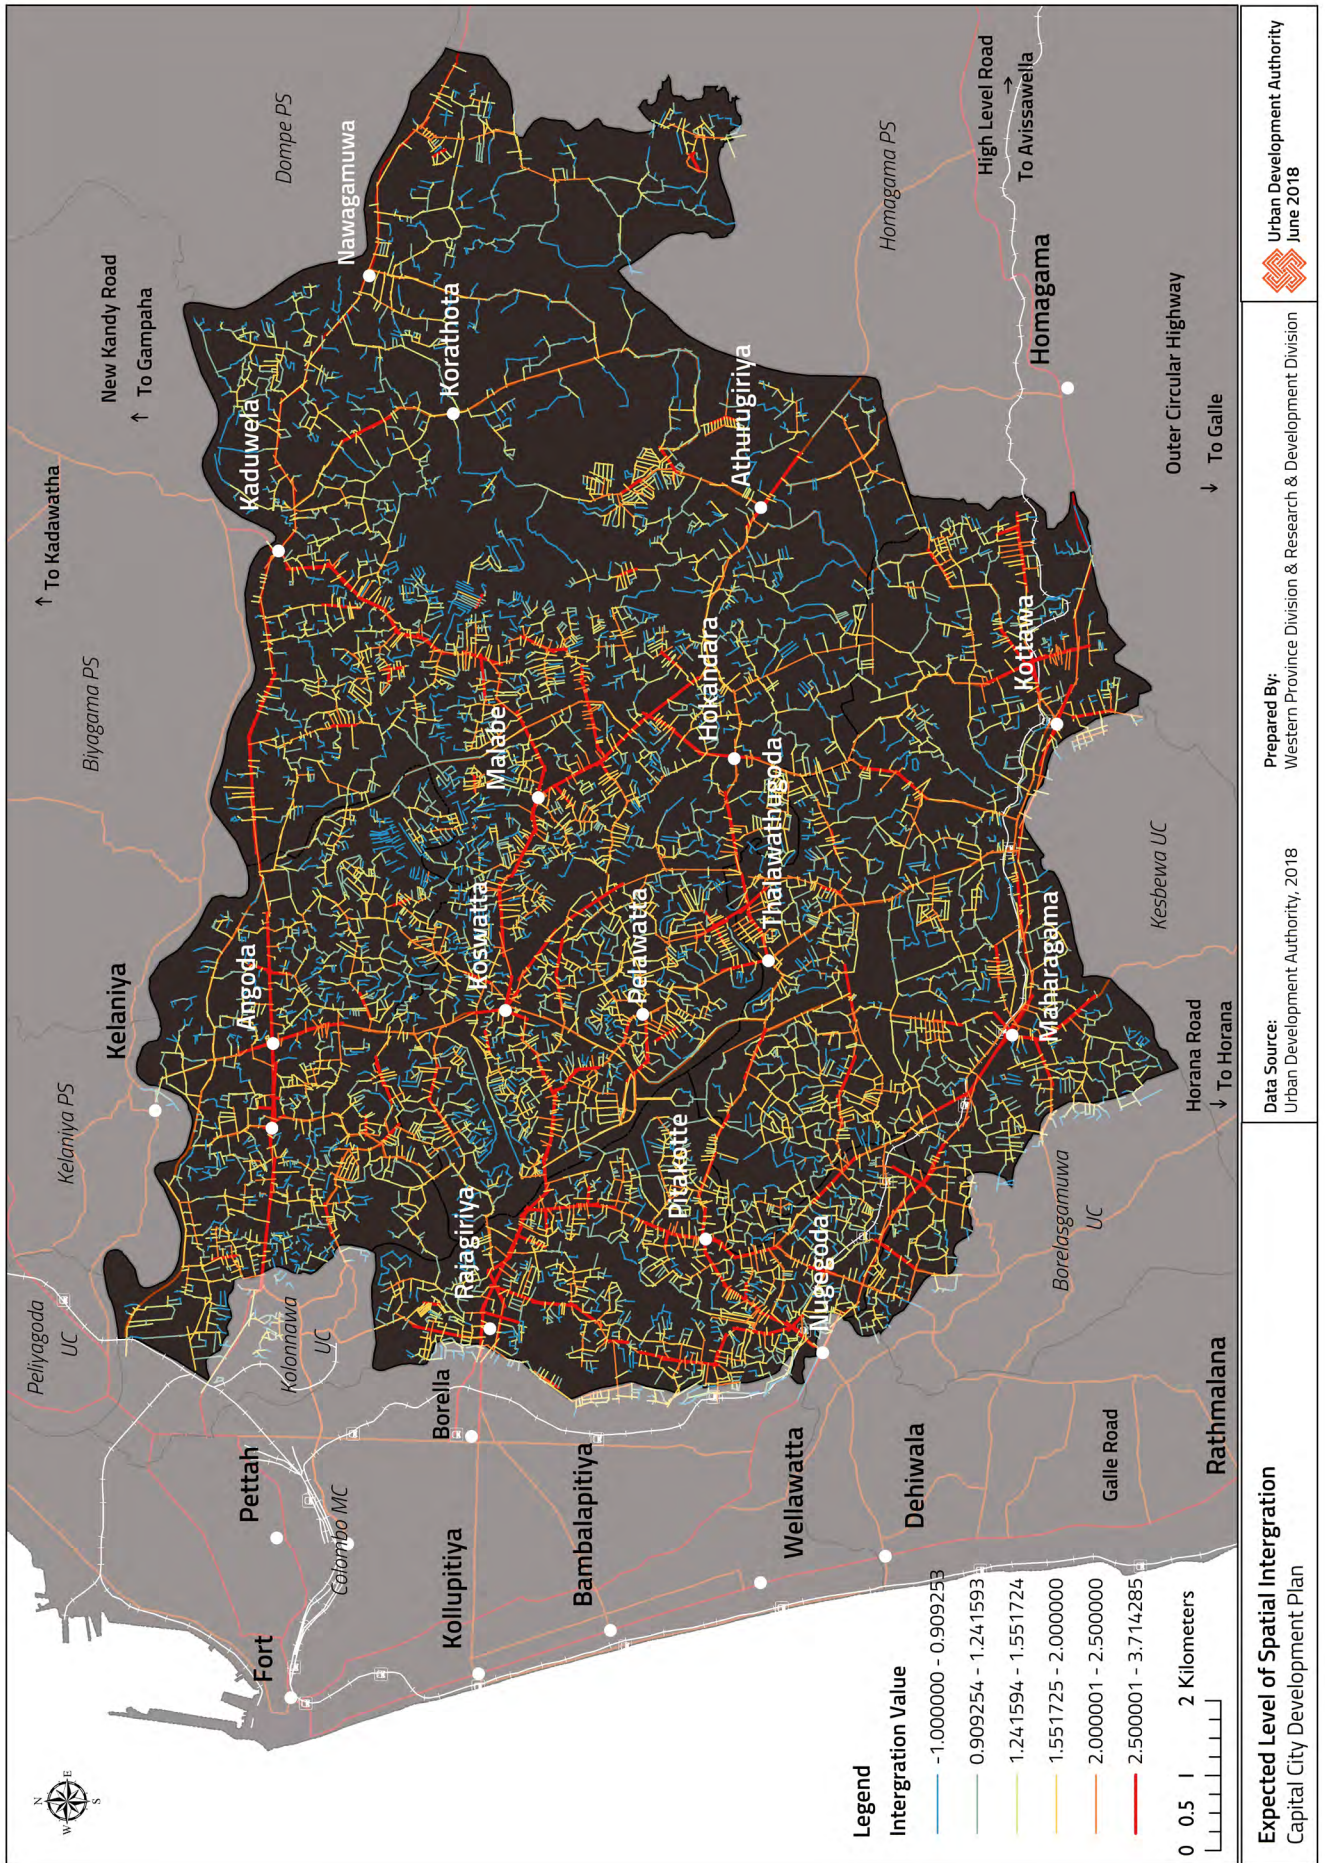 N
W
E
S
Peliyagoda
UC
Kelaniya PS
Kelaniya
Biyagama PS
↑ To Kadawatha
New Kandy Road
↑ To Gampaha
Dompe PS
Kolonnawa
UC
Angoda
Kaduwela
Nawagamuwa
Pettah
Fort
Colombo MC
Borella
Rajagiriya
Koswatta
Malabe
Korathota
Kollupitiya
Bambalapitiya
Pitakotte
Pelawatta
Hokandara
Athurugiriya
Homagama PS
Thalawathugoda
Wellawatta
Nugegoda
Dehiwala
High Level Road
To Avissawella →
Kottawa
Homagama
Maharagama
Borelasgamuwa
UC
Galle Road
Kesbewa UC
Outer Circular Highway
↓ To Galle
Horana Road
↓ To Horana
Rathmalana
Legend
Intergration Value
-1.000000 - 0.909253
0.909254 - 1.241593
1.241594 - 1.551724
1.551725 - 2.000000
2.000001 - 2.500000
2.500001 - 3.7142285
0 0.5 1 2 Kilometers
Expected Level of Spatial Intergration
Capital City Development Plan
Data Source:
Urban Development Authority, 2018
Prepared By:
Western Province Division & Research & Development Division
Urban Development Authority
June 2018